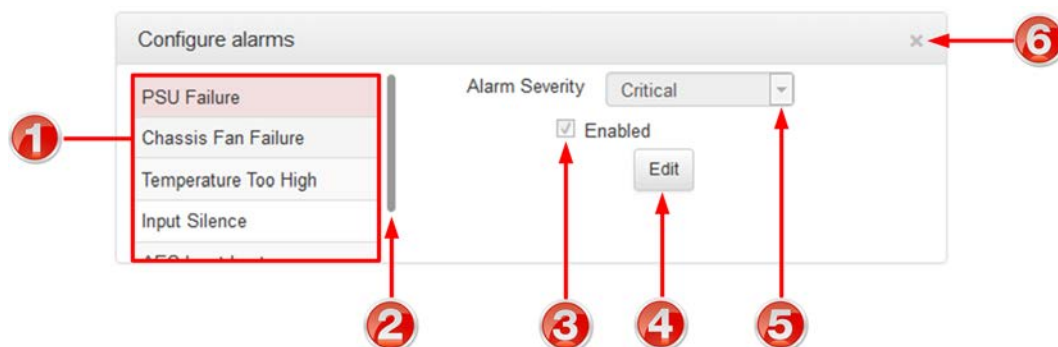 Configure alarms
6
PSU Failure
Alarm Severity
Critical
1
Chassis Fan Failure
Enabled
Temperature Too High
Edit
Input Silence
2
3
4
5